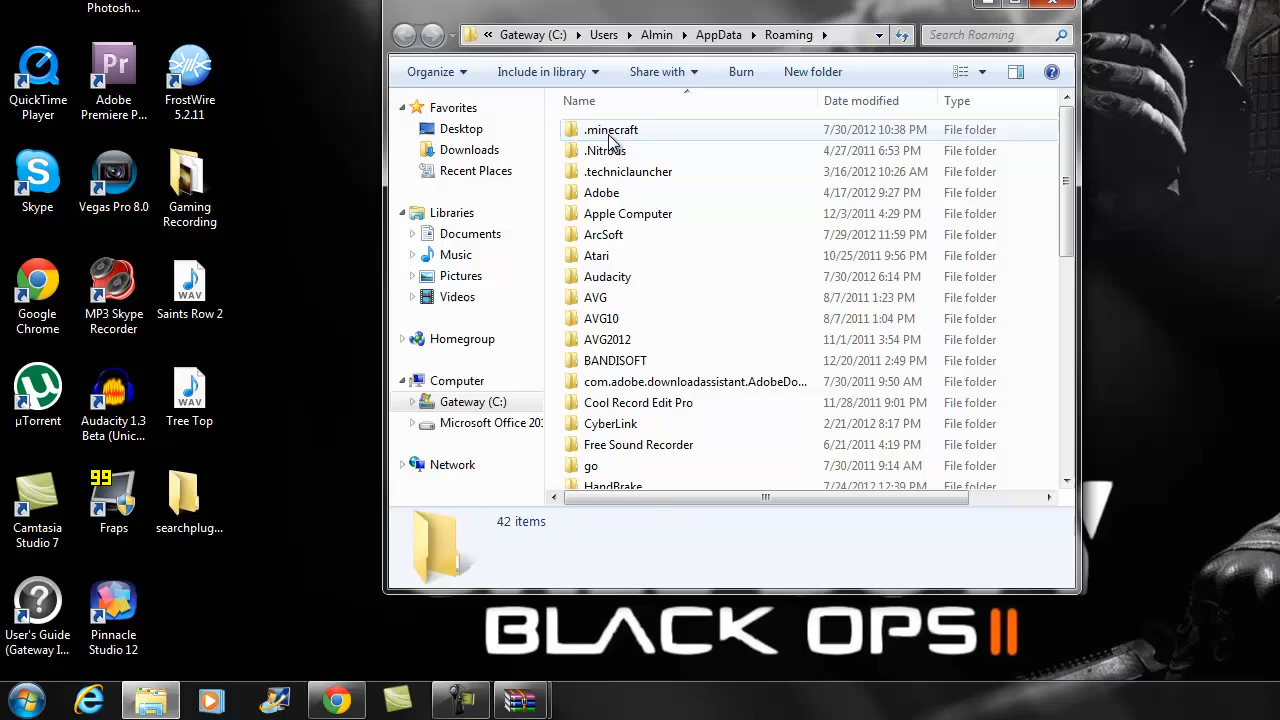 Photosh...
QuickTime
Player
Adobe
Premiere P...
FrostWire
5.2.11
Skype
Vegas Pro 8.0
Gaming
Recording
Google
Chrome
MP3 Skype
Recorder
Saints Row 2
WAV
µTorrent
Audacity 1.3
Beta (Unic...
Tree Top
WAV
99
Camtasia
Studio 7
Fraps
searchplug...
User's Guide
(Gateway I...
Pinnacle
Studio 12
« Gateway (C:) ▸ Users ▸ Almin ▸ AppData ▸ Roaming ▸
Search Roaming
Organize
Include in library
Share with
Burn
New folder
Favorites
Desktop
Downloads
Recent Places
Libraries
Documents
Music
Pictures
Videos
Homegroup
Computer
Gateway (C:)
Microsoft Office 20
Network
Name Date modified Type
.minecraft 7/30/2012 10:38 PM File folder
.Nitrous 4/27/2011 6:53 PM File folder
.techniclauncher 3/16/2012 10:26 AM File folder
Adobe 4/17/2012 9:27 PM File folder
Apple Computer 12/3/2011 4:29 PM File folder
ArcSoft 7/29/2012 11:59 PM File folder
Atari 10/25/2011 9:56 PM File folder
Audacity 7/30/2012 6:14 PM File folder
AVG 8/7/2011 1:23 PM File folder
AVG10 8/7/2011 1:04 PM File folder
AVG2012 11/1/2011 3:54 PM File folder
BANDISOFT 12/20/2011 2:49 PM File folder
com.adobe.downloadassistant.AdobeDo... 7/30/2011 9:50 AM File folder
Cool Record Edit Pro 11/28/2011 9:01 PM File folder
CyberLink 2/21/2012 8:17 PM File folder
Free Sound Recorder 6/21/2011 4:19 PM File folder
go 7/30/2011 9:14 AM File folder
HandBrake 7/24/2012 12:39 PM File folder
42 items
BLACK OPS II